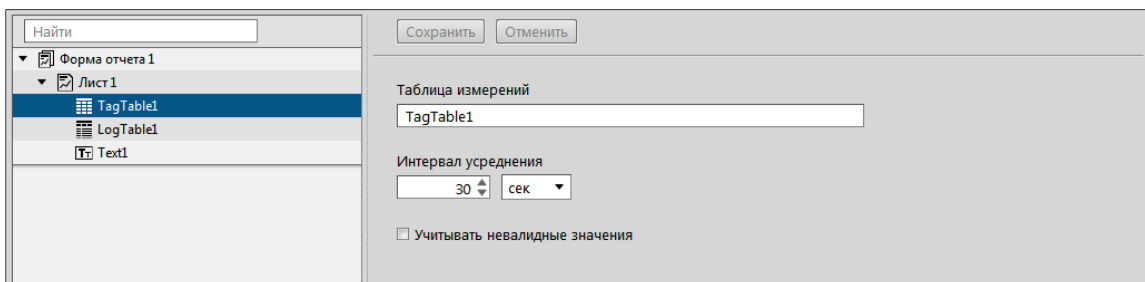 Найти
Форма отчета 1
Лист 1
TagTable1
LogTable1
Text1
Сохранить Отменить
Таблица измерений
TagTable1
Интервал усреднения
30 сек
Учитывать невалидные значения